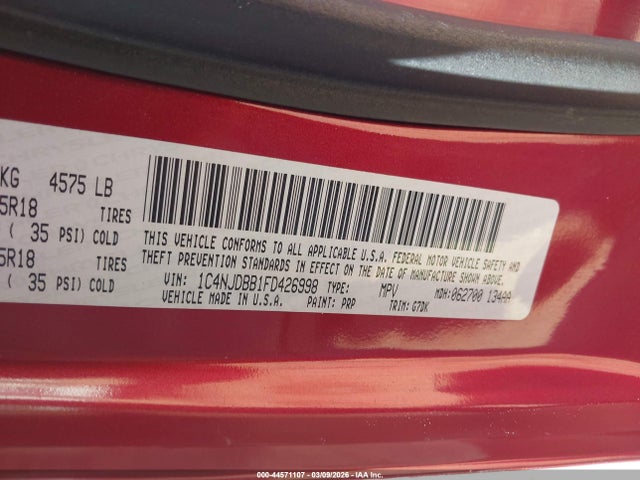 KG 4575 LB
5R18 TIRES
( 35 PSI) COLD
5R18 TIRES
( 35 PSI) COLD
THIS VEHICLE CONFORMS TO ALL APPLICABLE U.S.A. FEDERAL MOTOR VEHICLE SAFETY AND
THEFT PREVENTION STANDARDS IN EFFECT ON THE DATE OF MANUFACTURE SHOWN ABOVE.
VIN: 1C4NJDBB1FD426998 TYPE: MPV MDH: 062700 134AA
VEHICLE MADE IN U.S.A. PAINT: PRP TRIM: G7DK
000-44571107 - 03/09/2026 - IAA Inc.